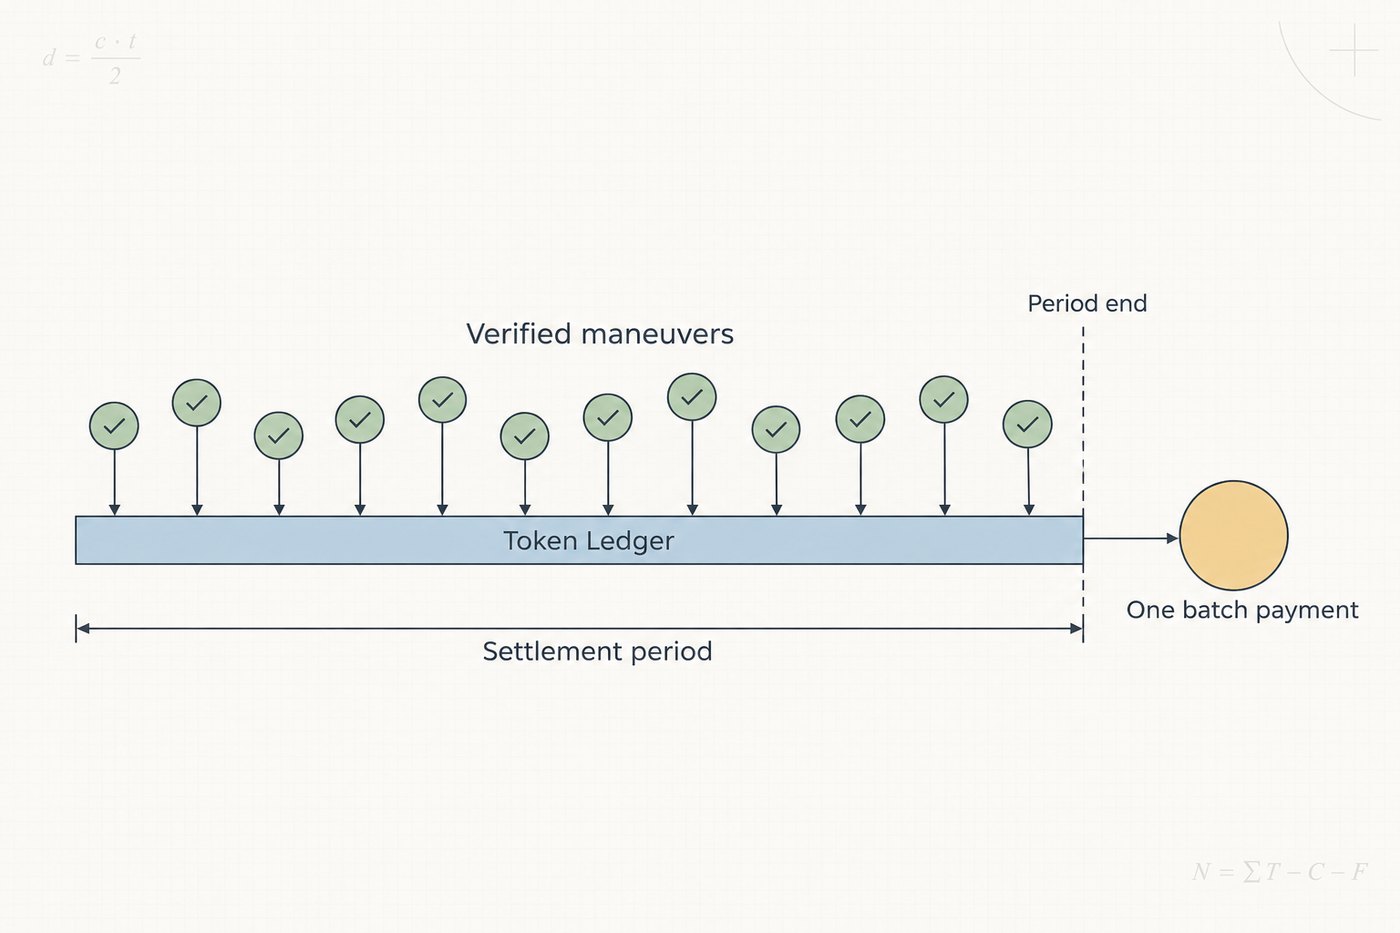 d = c · t / 2
Period end
Verified maneuvers
Token Ledger
One batch payment
Settlement period
N = ∑ T − C − F